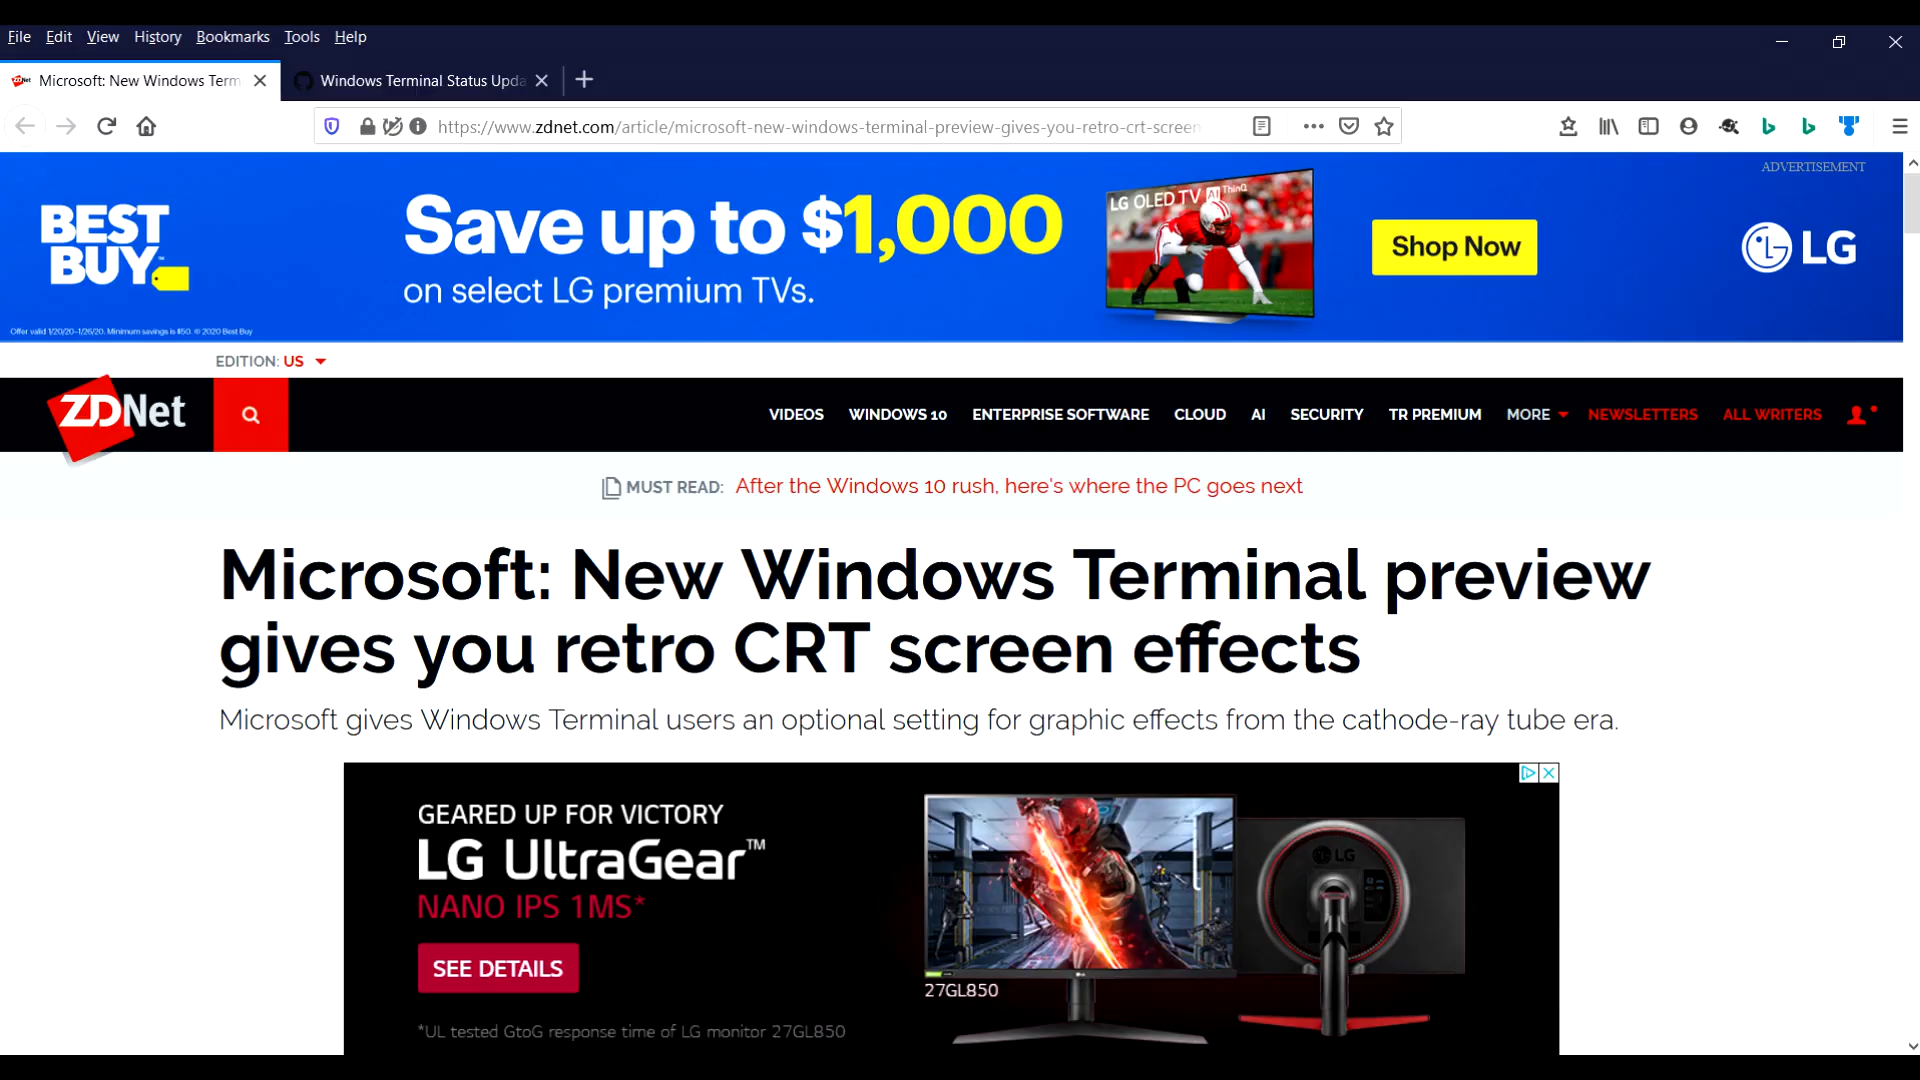 File Edit View History Bookmarks Tools Help
Microsoft: New Windows Term
Windows Terminal Status Upda
https://www.zdnet.com/article/microsoft-new-windows-terminal-preview-gives-you-retro-crt-screen
ADVERTISEMENT
BEST
BUY™
Save up to $1,000
on select LG premium TVs.
LG OLED TV AI ThinQ
Shop Now
LG
Offer valid 1/20/20-1/26/20. Minimum savings is $50. © 2020 Best Buy
EDITION: US
ZDNet
VIDEOS WINDOWS 10 ENTERPRISE SOFTWARE CLOUD AI SECURITY TR PREMIUM MORE NEWSLETTERS ALL WRITERS
MUST READ: After the Windows 10 rush, here's where the PC goes next
Microsoft: New Windows Terminal preview
gives you retro CRT screen effects
Microsoft gives Windows Terminal users an optional setting for graphic effects from the cathode-ray tube era.
GEARED UP FOR VICTORY
LG UltraGear™
NANO IPS 1MS*
SEE DETAILS
LG
27GL850
*UL tested GtoG response time of LG monitor 27GL850